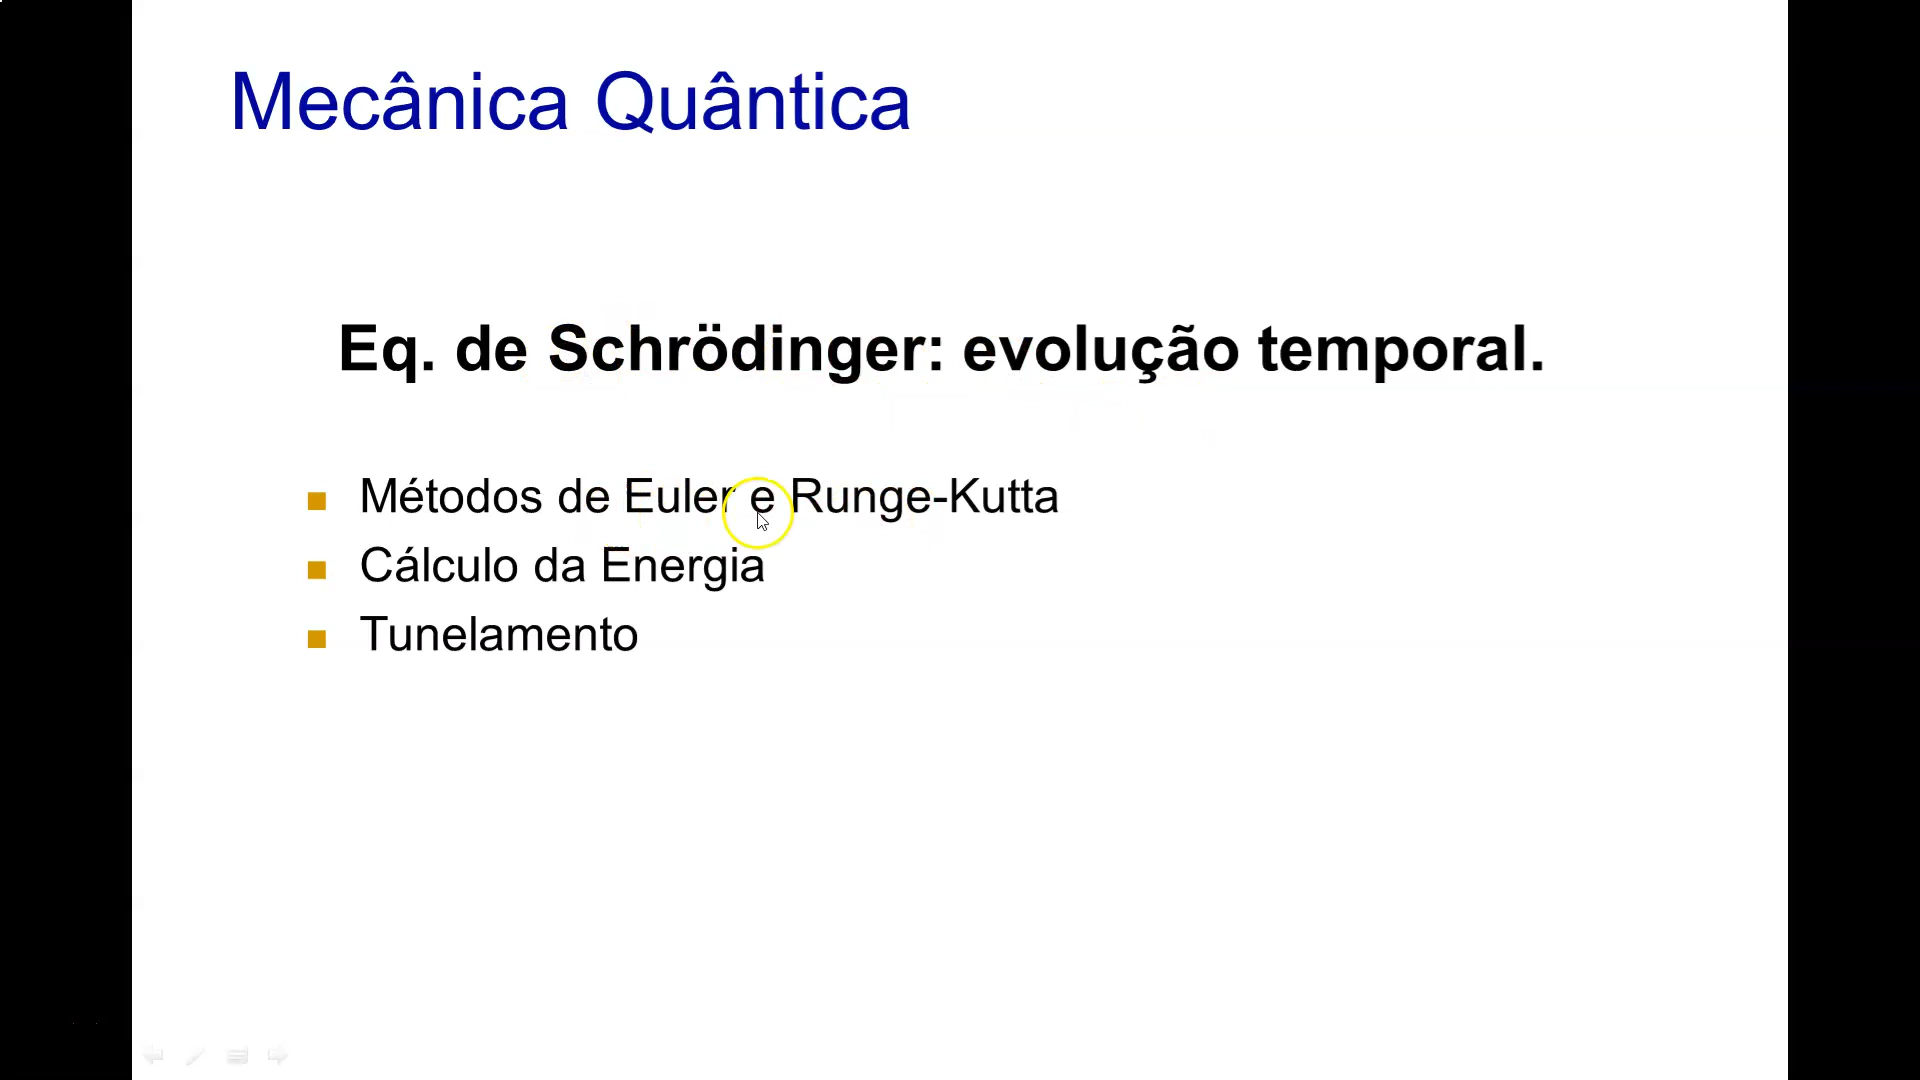 Mecânica Quântica
Eq. de Schrödinger: evolução temporal.
Métodos de Euler e Runge-Kutta
Cálculo da Energia
Tunelamento